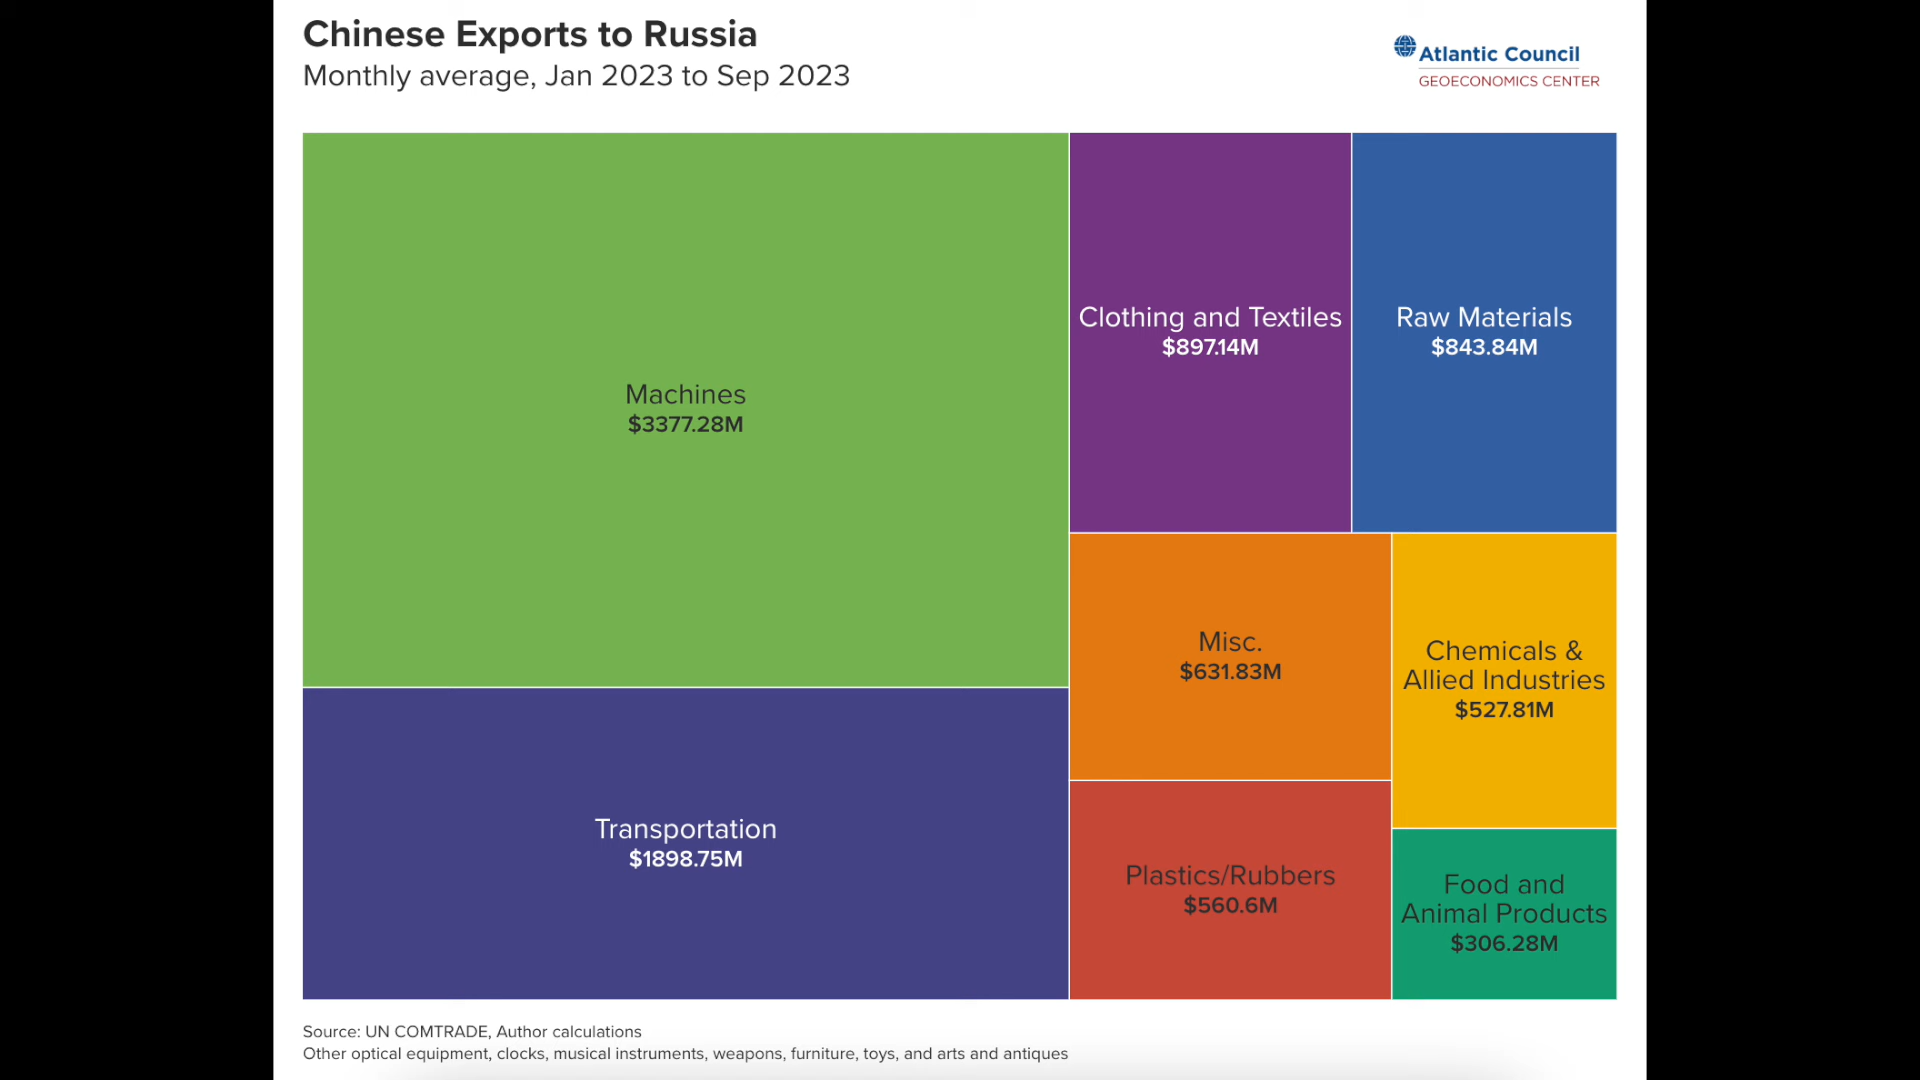 Chinese Exports to Russia
Monthly average, Jan 2023 to Sep 2023
Atlantic Council
GEOECONOMICS CENTER
Machines
$3377.28M
Clothing and Textiles
$897.14M
Raw Materials
$843.84M
Misc.
$631.83M
Chemicals &
Allied Industries
$527.81M
Transportation
$1898.75M
Plastics/Rubbers
$560.6M
Food and
Animal Products
$306.28M
Source: UN COMTRADE, Author calculations
Other optical equipment, clocks, musical instruments, weapons, furniture, toys, and arts and antiques